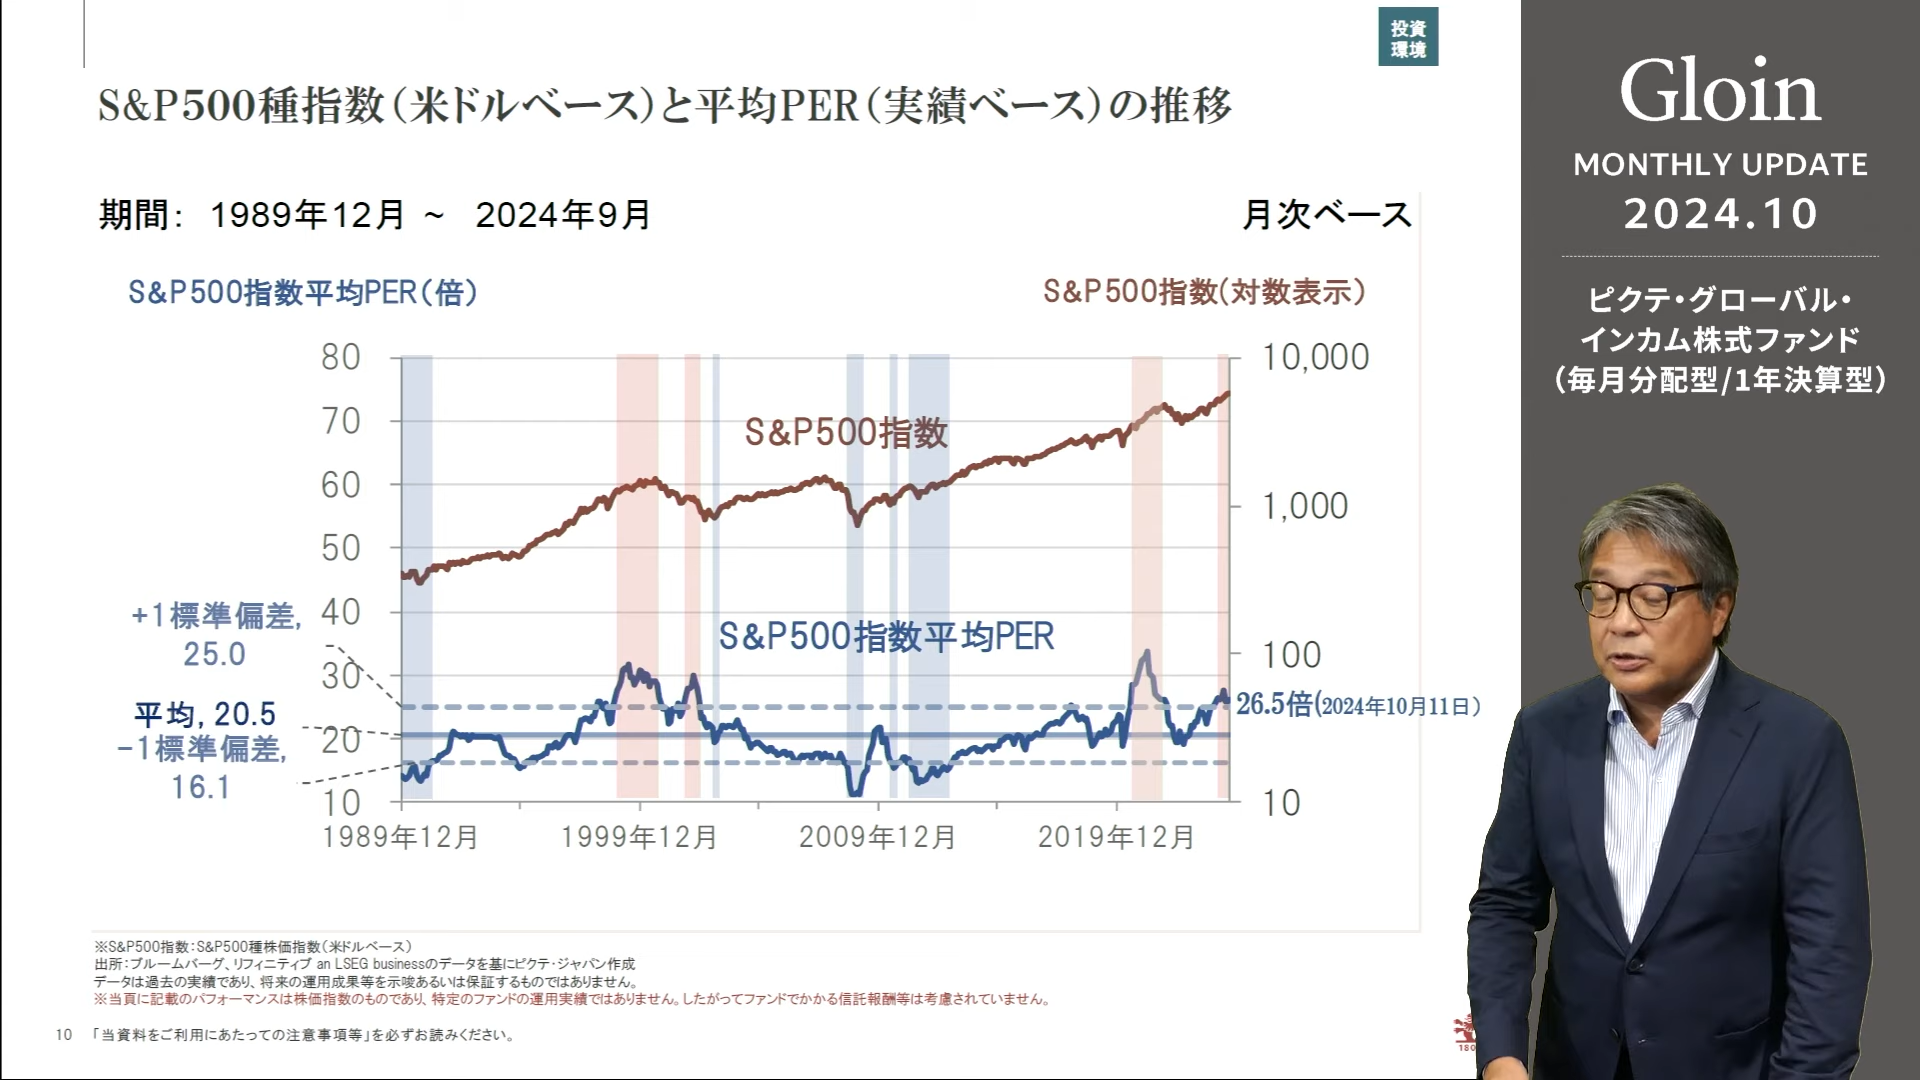 投資
環境
S&P500種指数（米ドルベース）と平均PER（実績ベース）の推移
期間： 1989年12月 ~ 2024年9月
月次ベース
S&P500指数平均PER（倍）
S&P500指数（対数表示）
80
70
60
50
40
30
20
10
10,000
1,000
100
10
S&P500指数
S&P500指数平均PER
+1標準偏差,
25.0
平均, 20.5
-1標準偏差,
16.1
26.5倍(2024年10月11日）
1989年12月
1999年12月
2009年12月
2019年12月
※S&P500指数：S&P500種株価指数（米ドルベース）
出所：ブルームバーグ、リフィニティブ an LSEG businessのデータを基にピクテ・ジャパン作成
データは過去の実績であり、将来の運用成果等を示唆あるいは保証するものではありません。
※当頁に記載のパフォーマンスは株価指数のものであり、特定のファンドの運用実績ではありません。したがってファンドでかかる信託報酬等は考慮されていません。
10 「当資料をご利用にあたっての注意事項等」を必ずお読みください。
Gloin
MONTHLY UPDATE
2024.10
ピクテ・グローバル・
インカム株式ファンド
（毎月分配型/1年決算型）